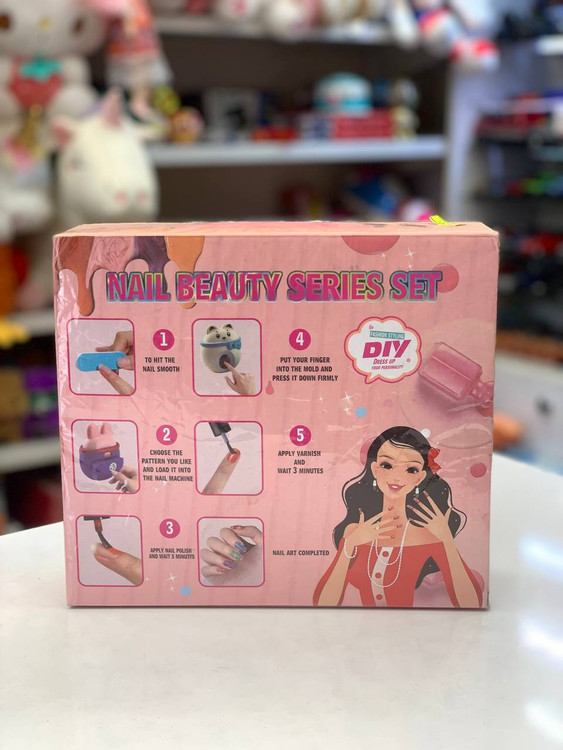 NAIL BEAUTY SERIES SET
1
TO HIT THE
NAIL SMOOTH
2
CHOOSE THE
PATTERN YOU LIKE
AND LOAD IT INTO
THE NAIL MACHINE
3
APPLY NAIL POLISH
AND WAIT 3 MINUTES
4
PUT YOUR FINGER
INTO THE MOLD AND
PRESS IT DOWN FIRMLY
5
APPLY VARNISH
AND
WAIT 3 MINUTES
NAIL ART COMPLETED
FASHION STYLING
DIY
DRESS UP
YOUR PERSONALITY